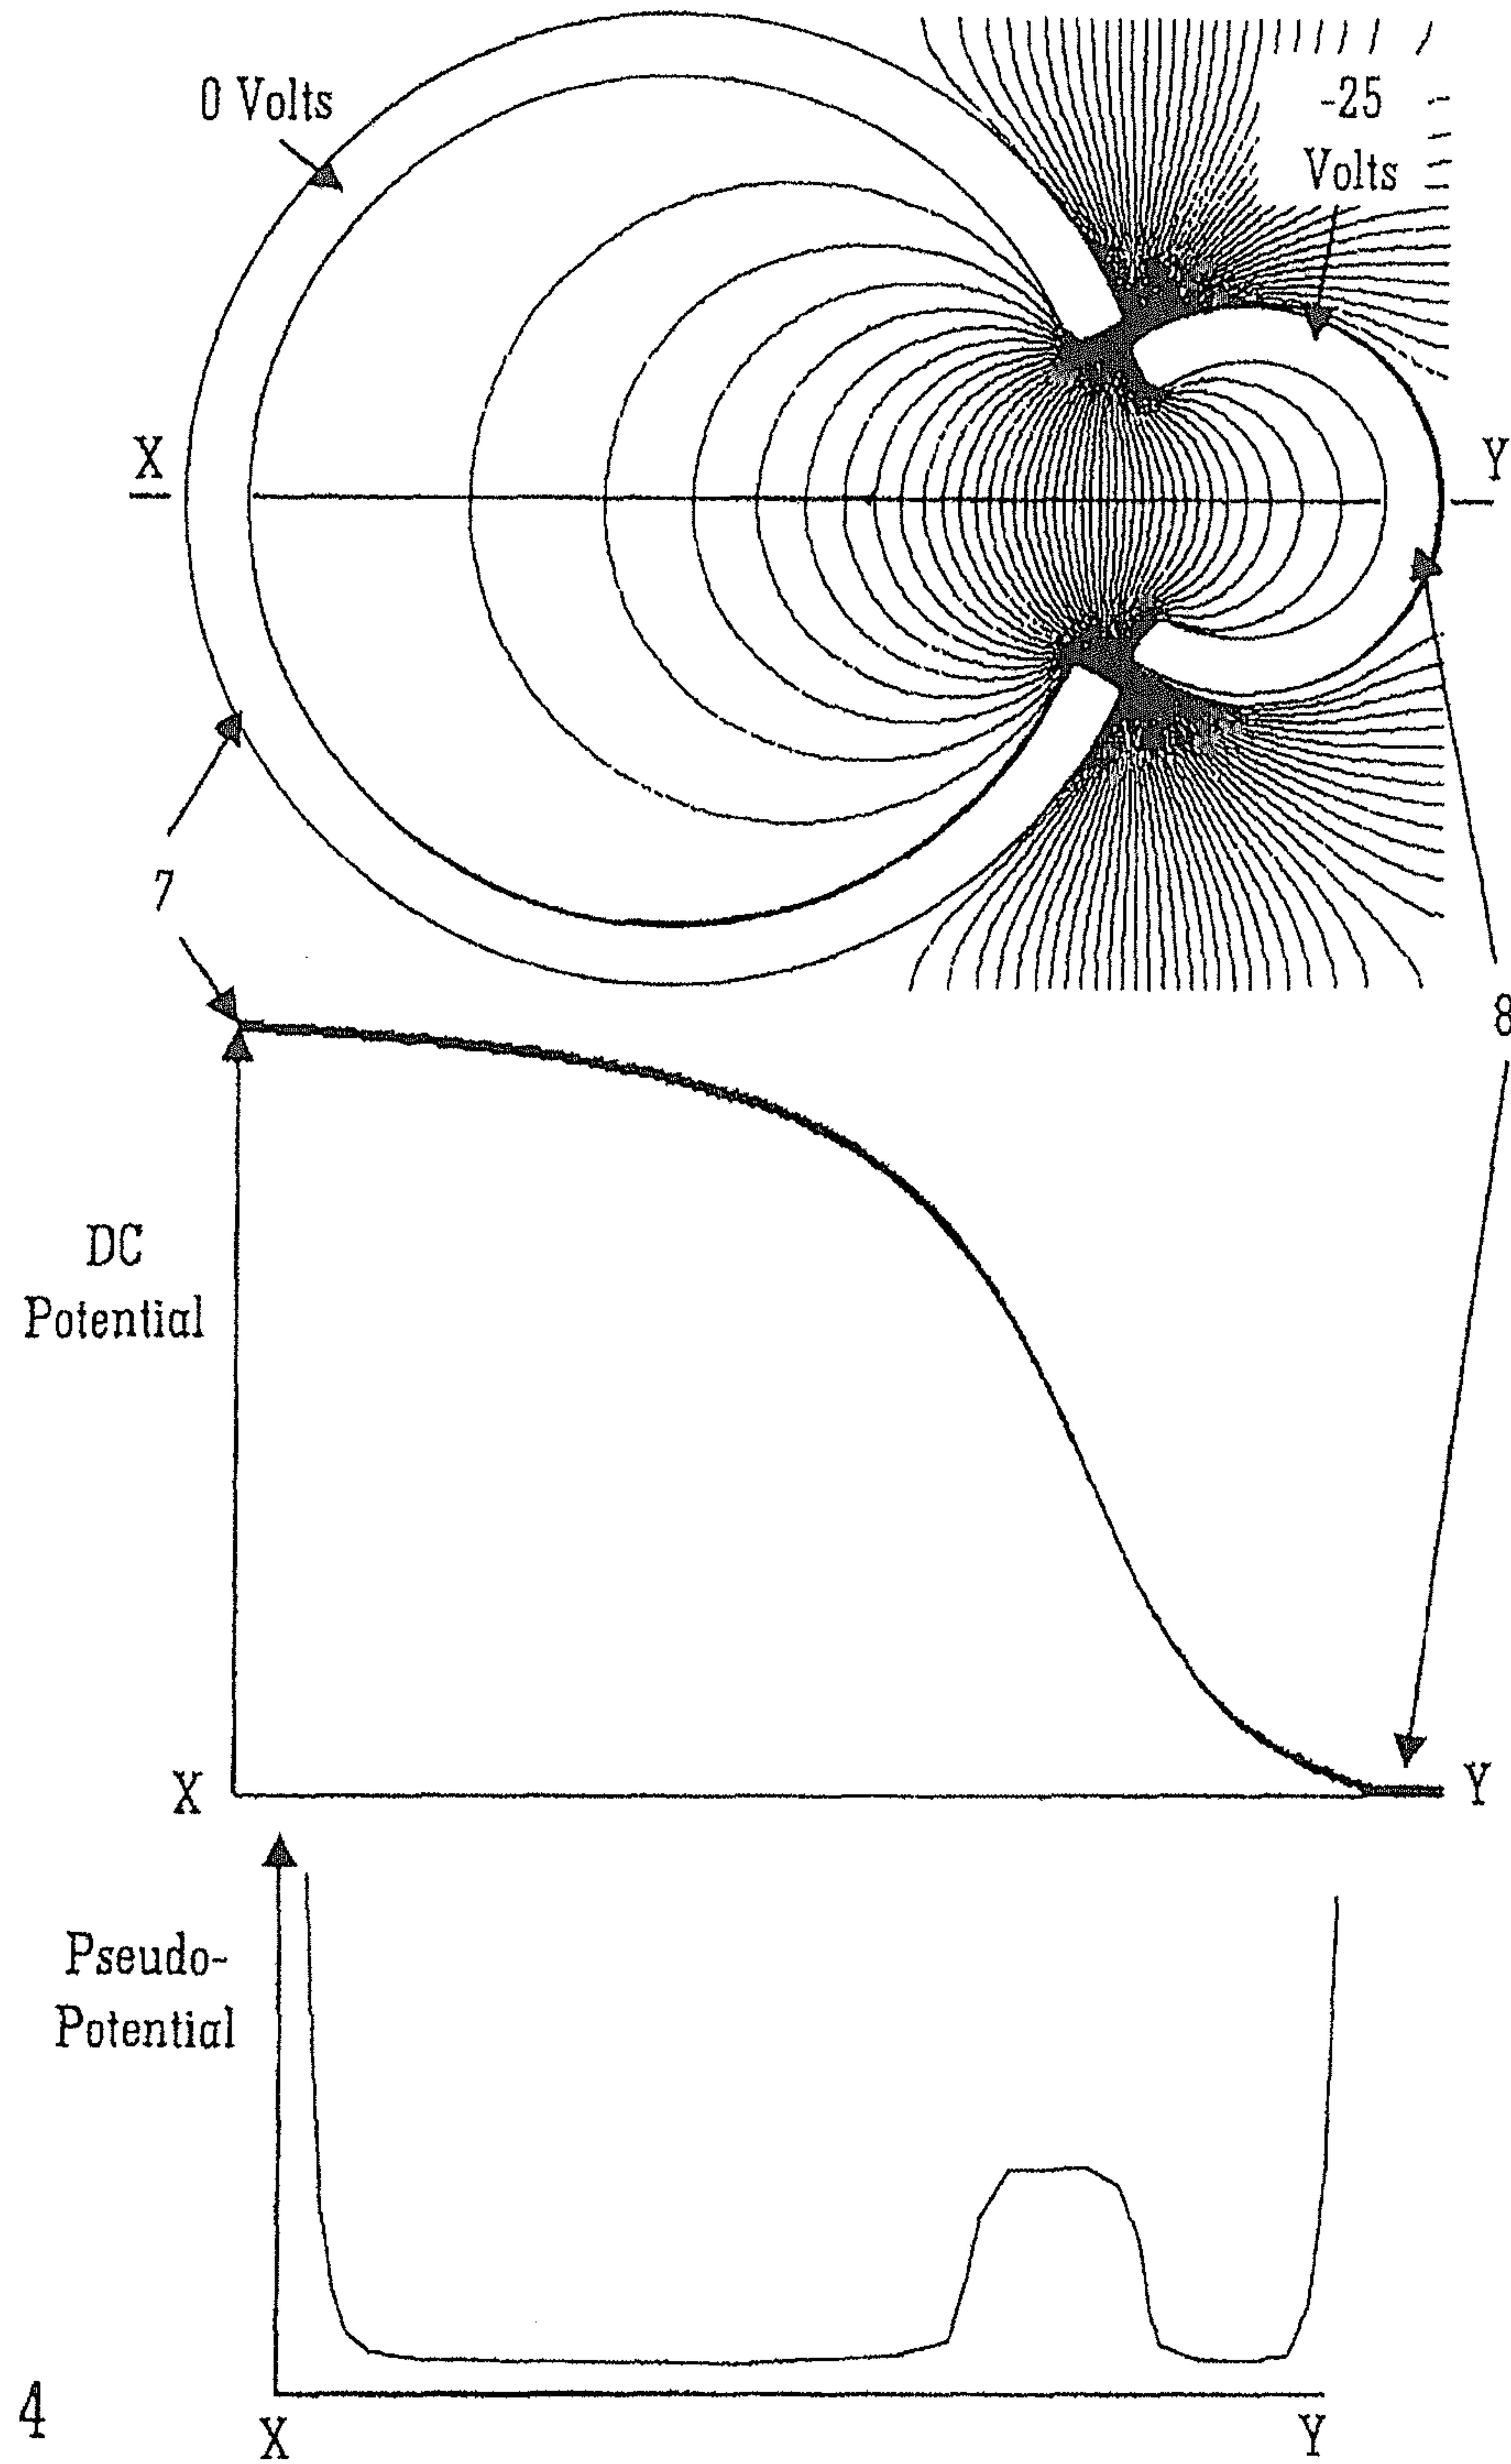 0 Volts
-25
Volts
X
Y
7
8
DC
Potential
X
Y
Pseudo-
Potential
4
X
Y